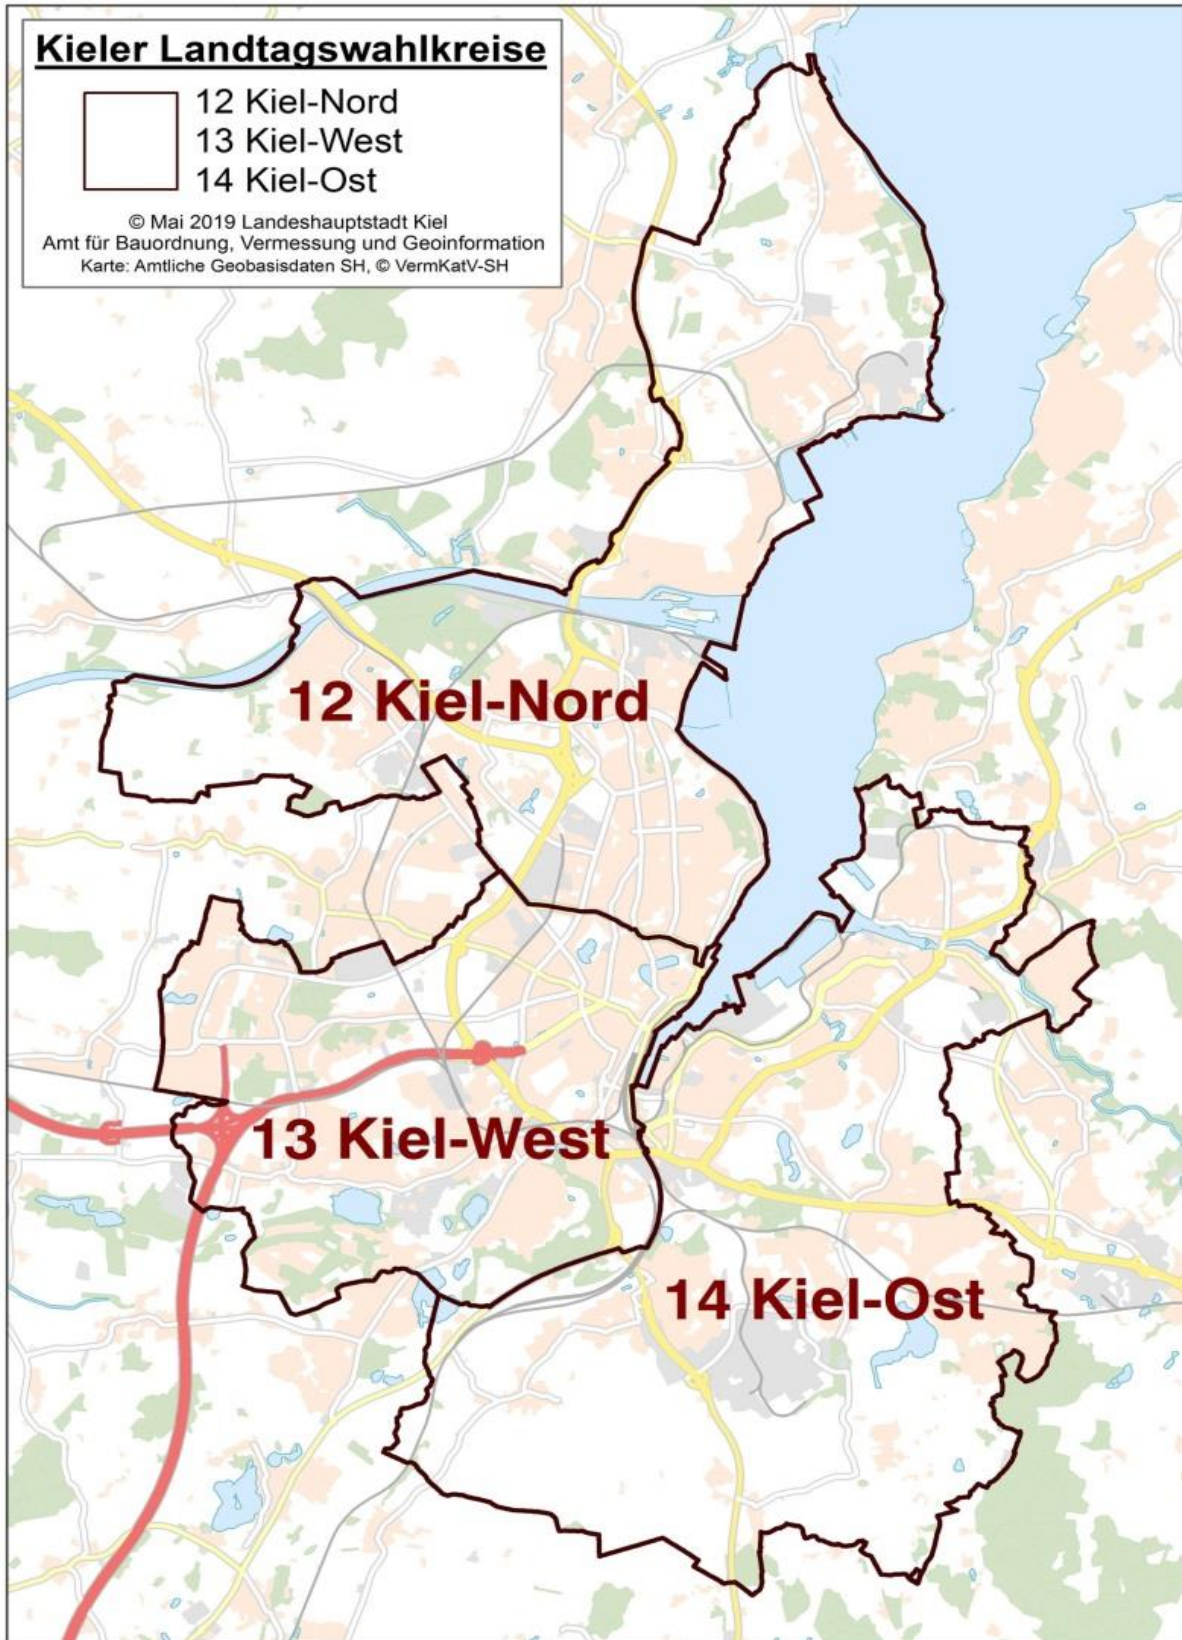 Kieler Landtagswahlkreise
12 Kiel-Nord
13 Kiel-West
14 Kiel-Ost
© Mai 2019 Landeshauptstadt Kiel
Amt für Bauordnung, Vermessung und Geoinformation
Karte: Amtliche Geobasisdaten SH, © VermKatV-SH
12 Kiel-Nord
13 Kiel-West
14 Kiel-Ost